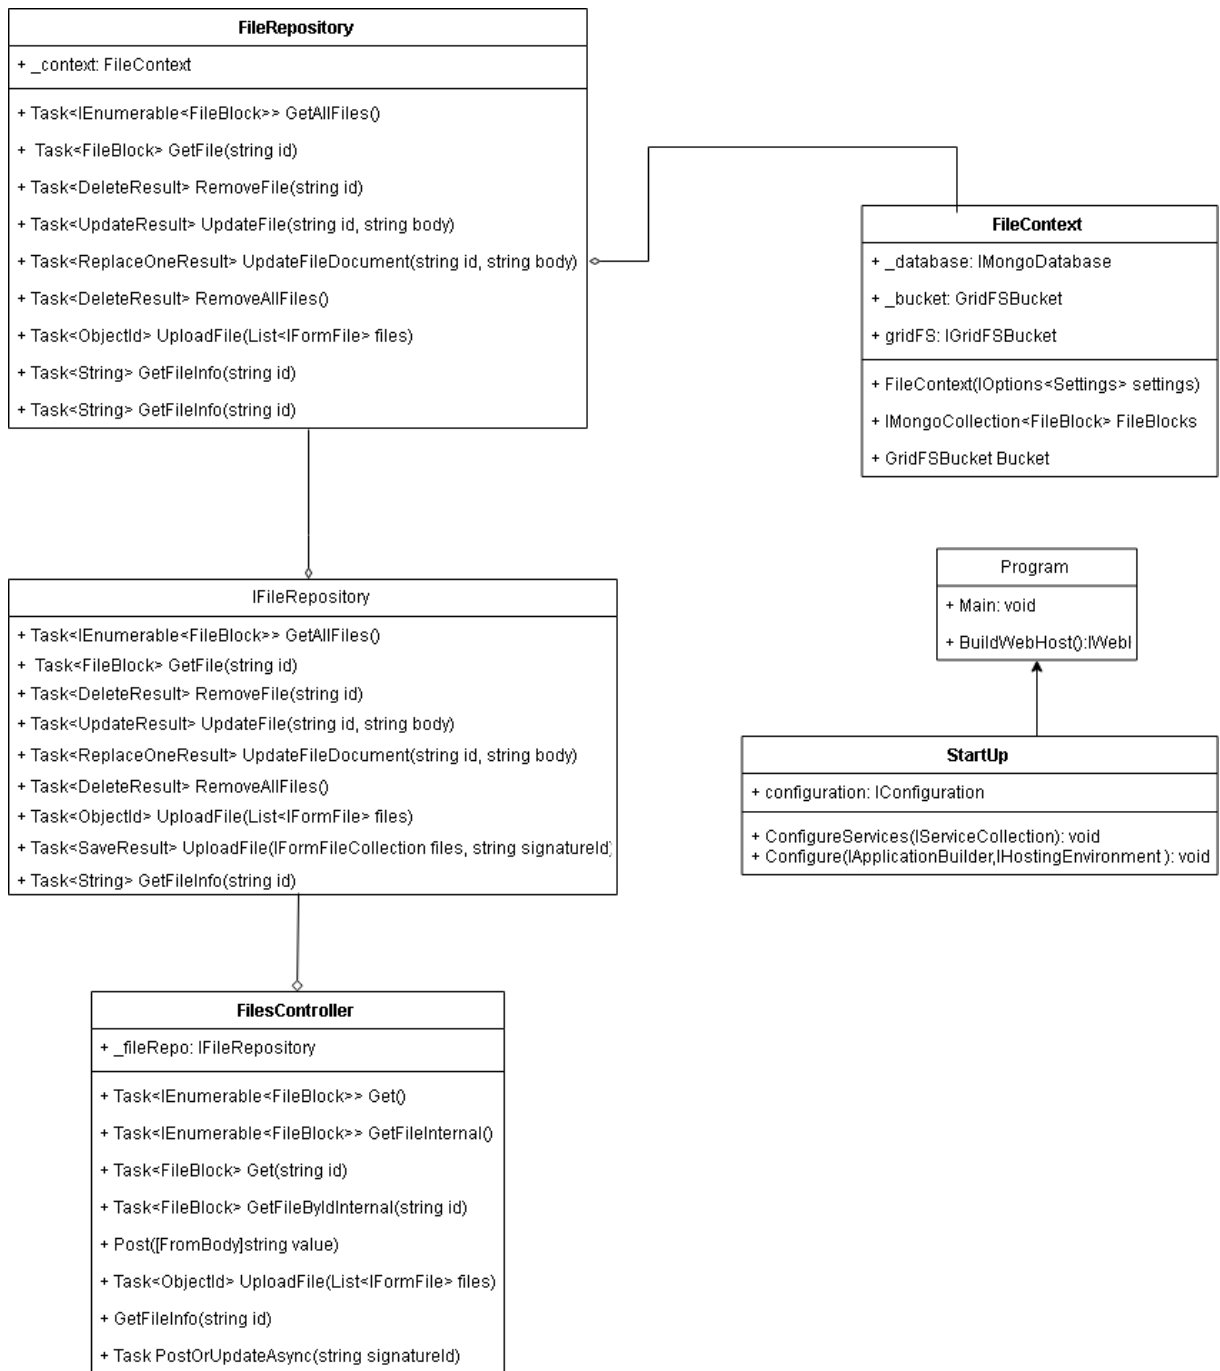 FileRepository
+ _context: FileContext
+ Task<IEnumerable<FileBlock>> GetAllFiles()
+ Task<FileBlock> GetFile(string id)
+ Task<DeleteResult> RemoveFile(string id)
+ Task<UpdateResult> UpdateFile(string id, string body)
+ Task<ReplaceOneResult> UpdateFileDocument(string id, string body)
+ Task<DeleteResult> RemoveAllFiles()
+ Task<ObjectId> UploadFile(List<IFormFile> files)
+ Task<String> GetFileInfo(string id)
+ Task<String> GetFileInfo(string id)
FileContext
+ _database: IMongoDatabase
+ _bucket: GridFSBucket
+ gridFS: IGridFSBucket
+ FileContext(IOptions<Settings> settings)
+ IMongoCollection<FileBlock> FileBlocks
+ GridFSBucket Bucket
Program
+ Main: void
+ BuildWebHost():IWebI
IFileRepository
+ Task<IEnumerable<FileBlock>> GetAllFiles()
+ Task<FileBlock> GetFile(string id)
+ Task<DeleteResult> RemoveFile(string id)
+ Task<UpdateResult> UpdateFile(string id, string body)
+ Task<ReplaceOneResult> UpdateFileDocument(string id, string body)
+ Task<DeleteResult> RemoveAllFiles()
+ Task<ObjectId> UploadFile(List<IFormFile> files)
+ Task<SaveResult> UploadFile(IFormFileCollection files, string signatureId)
+ Task<String> GetFileInfo(string id)
StartUp
+ configuration: IConfiguration
+ ConfigureServices(IServiceCollection): void
+ Configure(IApplicationBuilder,IHostingEnvironment ): void
FilesController
+ _fileRepo: IFileRepository
+ Task<IEnumerable<FileBlock>> Get()
+ Task<IEnumerable<FileBlock>> GetFileInternal()
+ Task<FileBlock> Get(string id)
+ Task<FileBlock> GetFileByIdInternal(string id)
+ Post([FromBody]string value)
+ Task<ObjectId> UploadFile(List<IFormFile> files)
+ GetFileInfo(string id)
+ Task PostOrUpdateAsync(string signatureId)